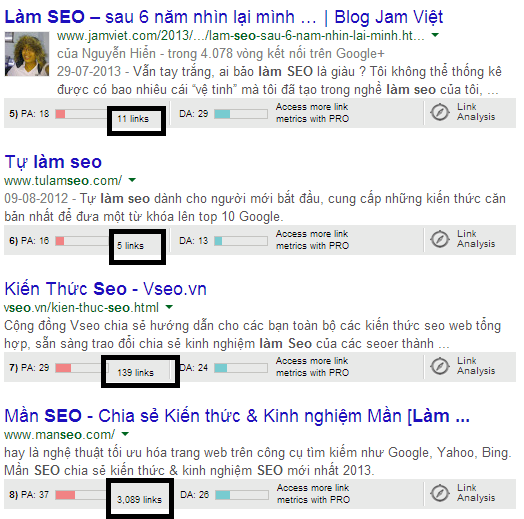 Làm SEO – sau 6 năm nhìn lại mình ... | Blog Jam Việt
www.jamviet.com/2013/.../lam-seo-sau-6-nam-nhin-lai-minh.ht...
của Nguyễn Hiển - trong 4.078 vòng kết nối trên Google+
29-07-2013 - Vẫn tay trắng, ai bảo làm SEO là giàu ? Tôi không thể thống kê
được có bao nhiêu cái “vệ tinh” mà tôi đã tạo trong nghề làm seo của tôi, ...
5) PA: 18 11 links DA: 29 Access more link metrics with PRO Link Analysis
Tự làm seo
www.tulamseo.com/
09-08-2012 - Tự làm seo dành cho người mới bắt đầu, cung cấp những kiến thức căn
bản nhất để đưa một từ khóa lên top 10 Google.
6) PA: 16 5 links DA: 13 Access more link metrics with PRO Link Analysis
Kiến Thức Seo - Vseo.vn
vseo.vn/kien-thuc-seo.html
Cộng đồng Vseo chia sẻ hướng dẫn cho các bạn toàn bộ các kiến thức seo web tổng
hợp, sẵn sàng trao đổi chia sẻ kinh nghiệm làm Seo của các seoer thành ...
7) PA: 29 139 links DA: 24 Access more link metrics with PRO Link Analysis
Mần SEO - Chia sẻ Kiến thức & Kinh nghiệm Mần [Làm ...
www.manseo.com/
hay là nghệ thuật tối ưu hóa trang web trên công cụ tìm kiếm như Google, Yahoo, Bing.
Mần SEO chia sẻ kiến thức & kinh nghiệm SEO mới nhất 2013.
8) PA: 37 3,089 links DA: 26 Access more link metrics with PRO Link Analysis